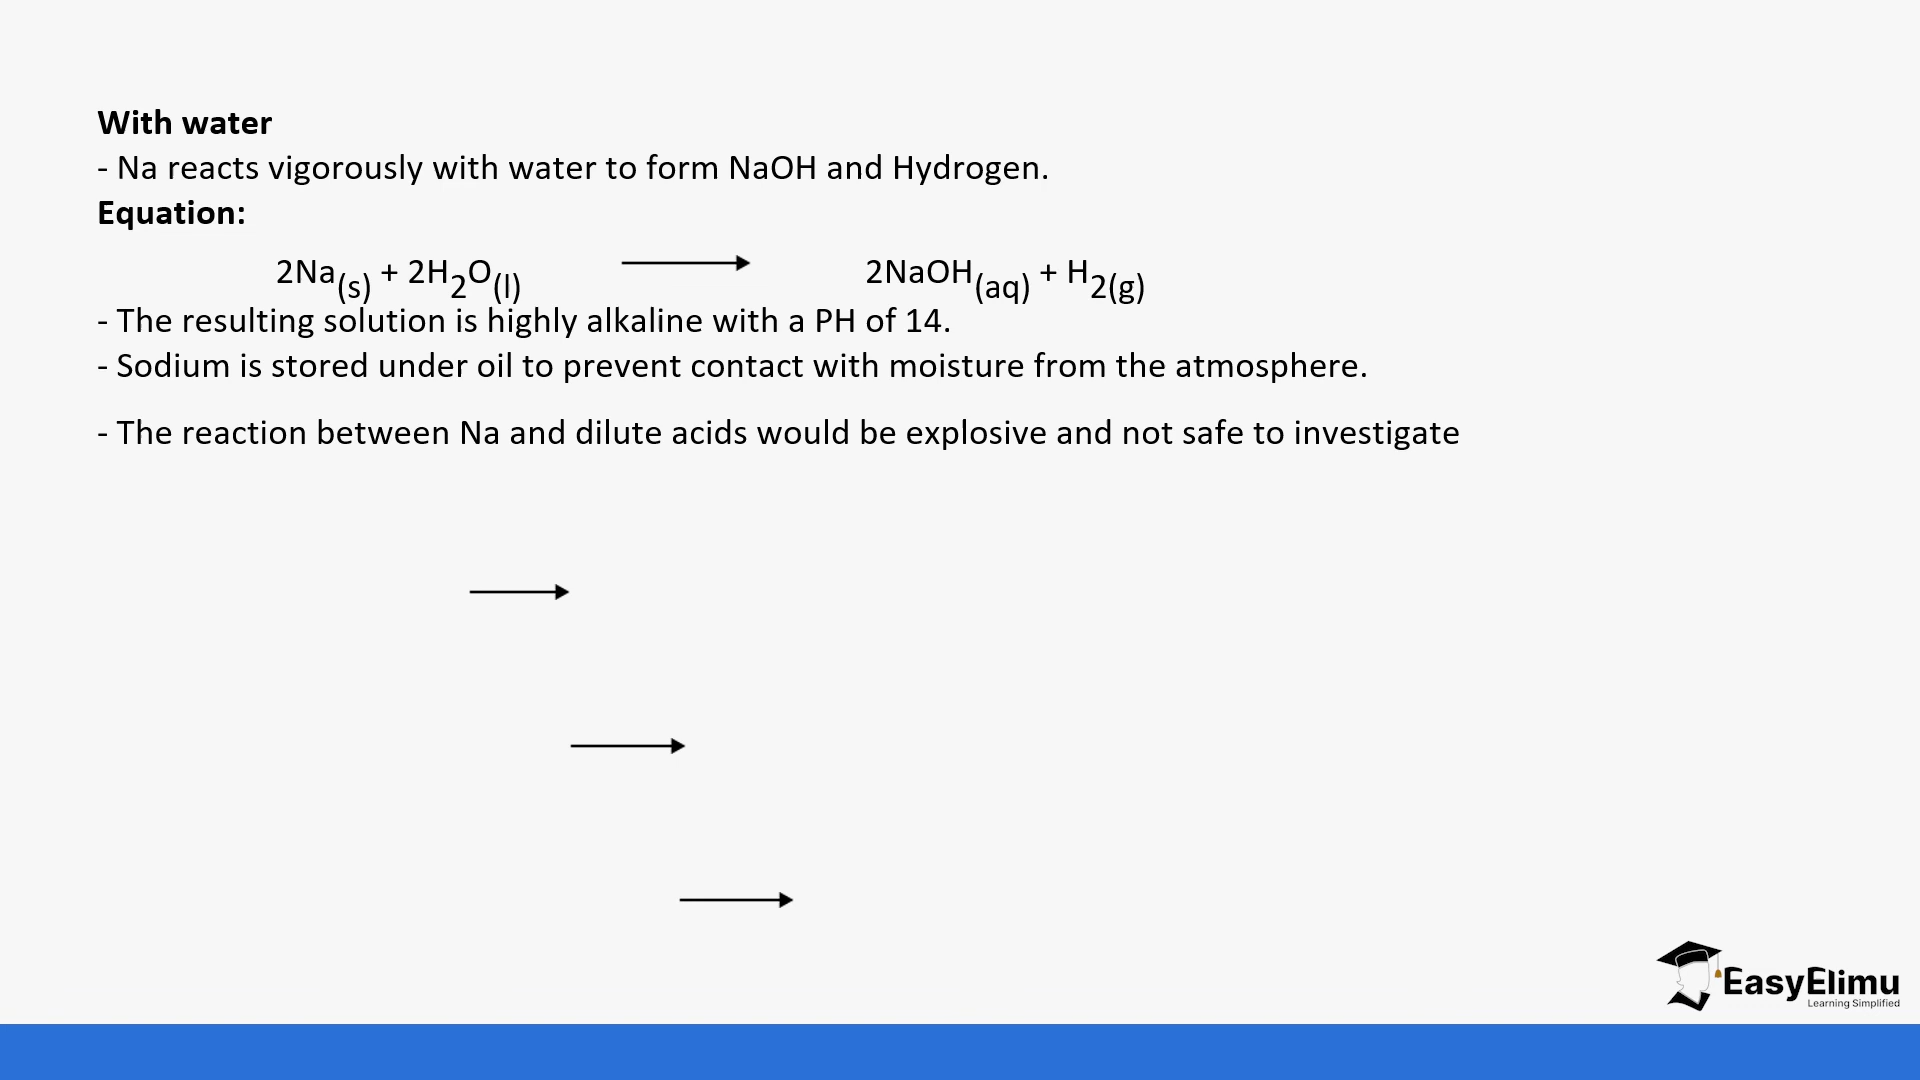 With water
- Na reacts vigorously with water to form NaOH and Hydrogen.
Equation:
2Na(s) + 2H2O(l) → 2NaOH(aq) + H2(g)
- The resulting solution is highly alkaline with a PH of 14.
- Sodium is stored under oil to prevent contact with moisture from the atmosphere.
- The reaction between Na and dilute acids would be explosive and not safe to investigate
EasyElimu
Learning Simplified